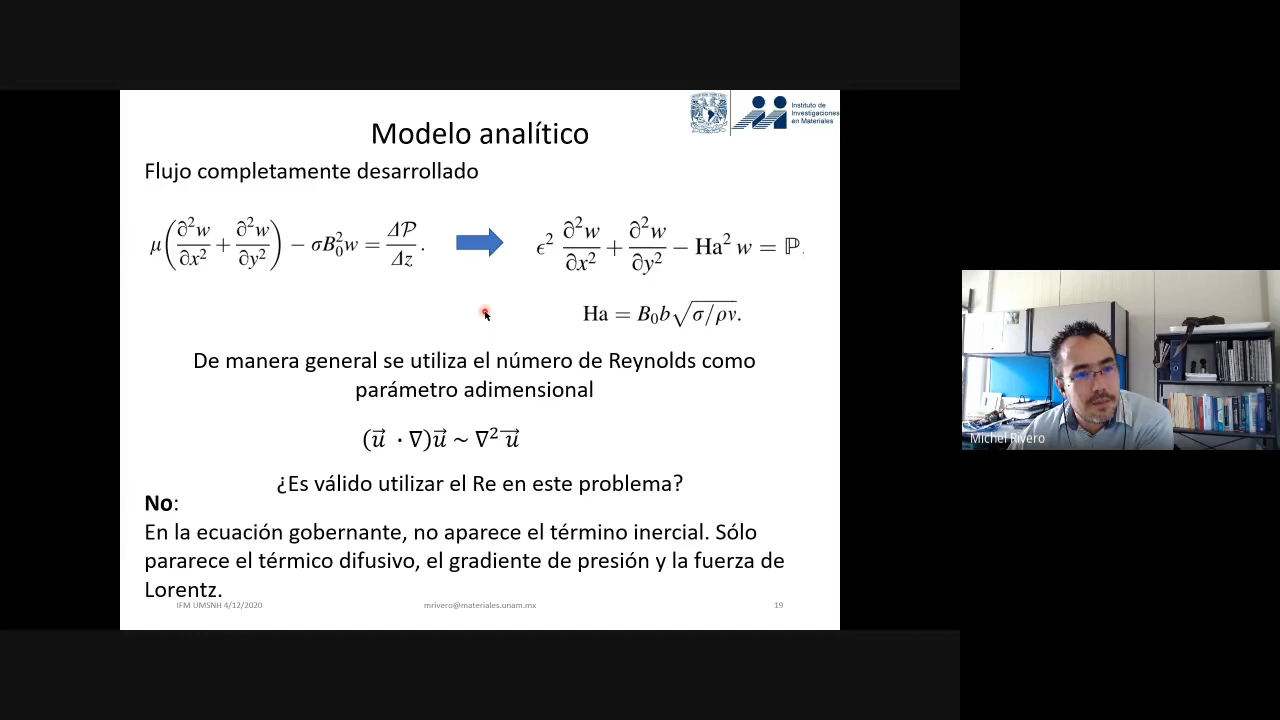 Instituto de
Investigaciones
en Materiales
Modelo analítico
Flujo completamente desarrollado
μ(∂²w/∂x² + ∂²w/∂y²) − σB₀²w = Δ𝒫/Δz.
ϵ² ∂²w/∂x² + ∂²w/∂y² − Ha² w = ℙ.
Ha = B₀b√σ/ρν.
De manera general se utiliza el número de Reynolds como
parámetro adimensional
(u⃗ · ∇)u⃗ ~ ∇² u⃗
¿Es válido utilizar el Re en este problema?
No:
En la ecuación gobernante, no aparece el término inercial. Sólo
pararece el térmico difusivo, el gradiente de presión y la fuerza de
Lorentz.
IFM UMSNH 4/12/2020
mrivero@materiales.unam.mx
19
Michel Rivero